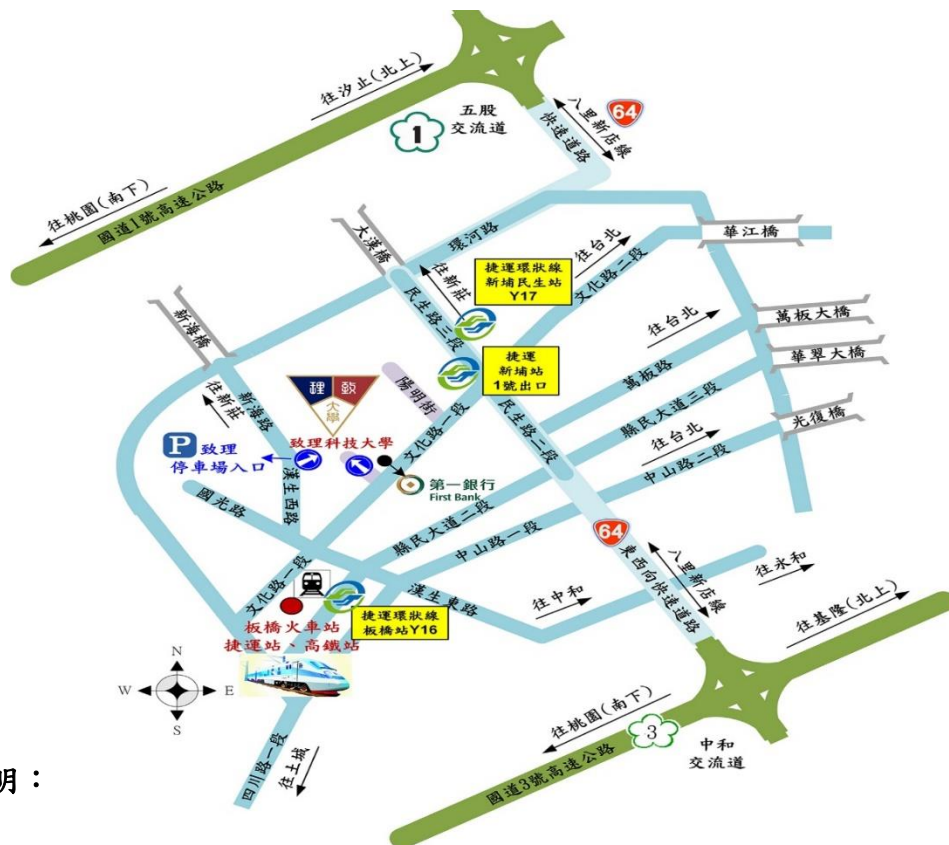 往汐止(北上)
五股
交流道
1
64
八里新店線
快速道路
往桃園(南下)
國道1號高速公路
大漢橋
環河路
往台北
華江橋
往新莊
捷運環狀線
新埔民生站
Y17
文化路二段
民生路三段
新海橋
往台北
萬板大橋
捷運
新埔站
1號出口
萬板路
華翠大橋
陽明街
往新莊
新海路
理致
大學
文化路一段
民生路二段
縣民大道三段
光復橋
往台北
P 致理
停車場入口
致理科技大學
漢生西路
第一銀行
First Bank
中山路二段
國光路
縣民大道二段
中山路一段
64
東西向快速道路
八里新店線
往永和
文化路一段
漢生東路
往中和
捷運環狀線
板橋站Y16
板橋火車站
捷運站、高鐵站
往基隆(北上)
N
W
E
S
往桃園(南下)
3
中和
交流道
國道3號高速公路
四川路一段
往土城
明：